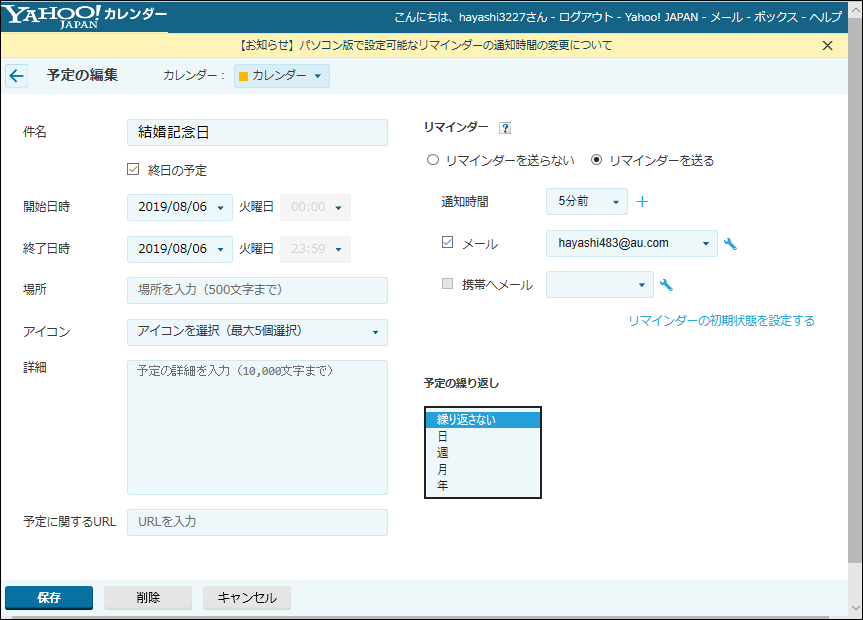 YAHOO! JAPAN カレンダー
こんにちは、hayashi3227さん - ログアウト - Yahoo! JAPAN - メール - ボックス - ヘルプ
【お知らせ】パソコン版で設定可能なリマインダーの通知時間の変更について
予定の編集 カレンダー： カレンダー
件名 結婚記念日
終日の予定
開始日時 2019/08/06 火曜日 00:00
終了日時 2019/08/06 火曜日 23:59
場所 場所を入力（500文字まで）
アイコン アイコンを選択（最大5個選択）
詳細 予定の詳細を入力（10,000文字まで）
予定に関するURL URLを入力
リマインダー ?
リマインダーを送らない リマインダーを送る
通知時間 5分前
メール hayashi483@au.com
携帯へメール
リマインダーの初期状態を設定する
予定の繰り返し
繰り返さない
日
週
月
年
保存 削除 キャンセル